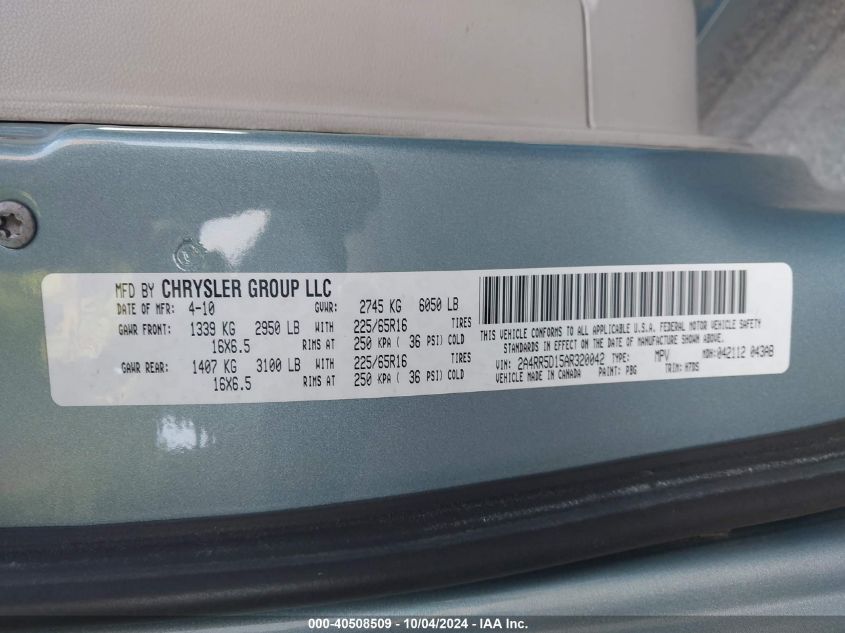 MFD BY CHRYSLER GROUP LLC
DATE OF MFR: 4-10 GVWR: 2745 KG 6050 LB
GAWR FRONT: 1339 KG 2950 LB WITH 225/65R16 TIRES
16X6.5 RIMS AT 250 KPA ( 36 PSI) COLD
GAWR REAR: 1407 KG 3100 LB WITH 225/65R16 TIRES
16X6.5 RIMS AT 250 KPA ( 36 PSI) COLD
THIS VEHICLE CONFORMS TO ALL APPLICABLE U.S.A. FEDERAL MOTOR VEHICLE SAFETY
STANDARDS IN EFFECT ON THE DATE OF MANUFACTURE SHOWN ABOVE.
VIN: 2A4RR5D15AR320042 TYPE: MPV MDH: 042112 043AB
VEHICLE MADE IN CANADA PAINT: PBG TRIM: H7DS
000-40508509 - 10/04/2024 - IAA Inc.